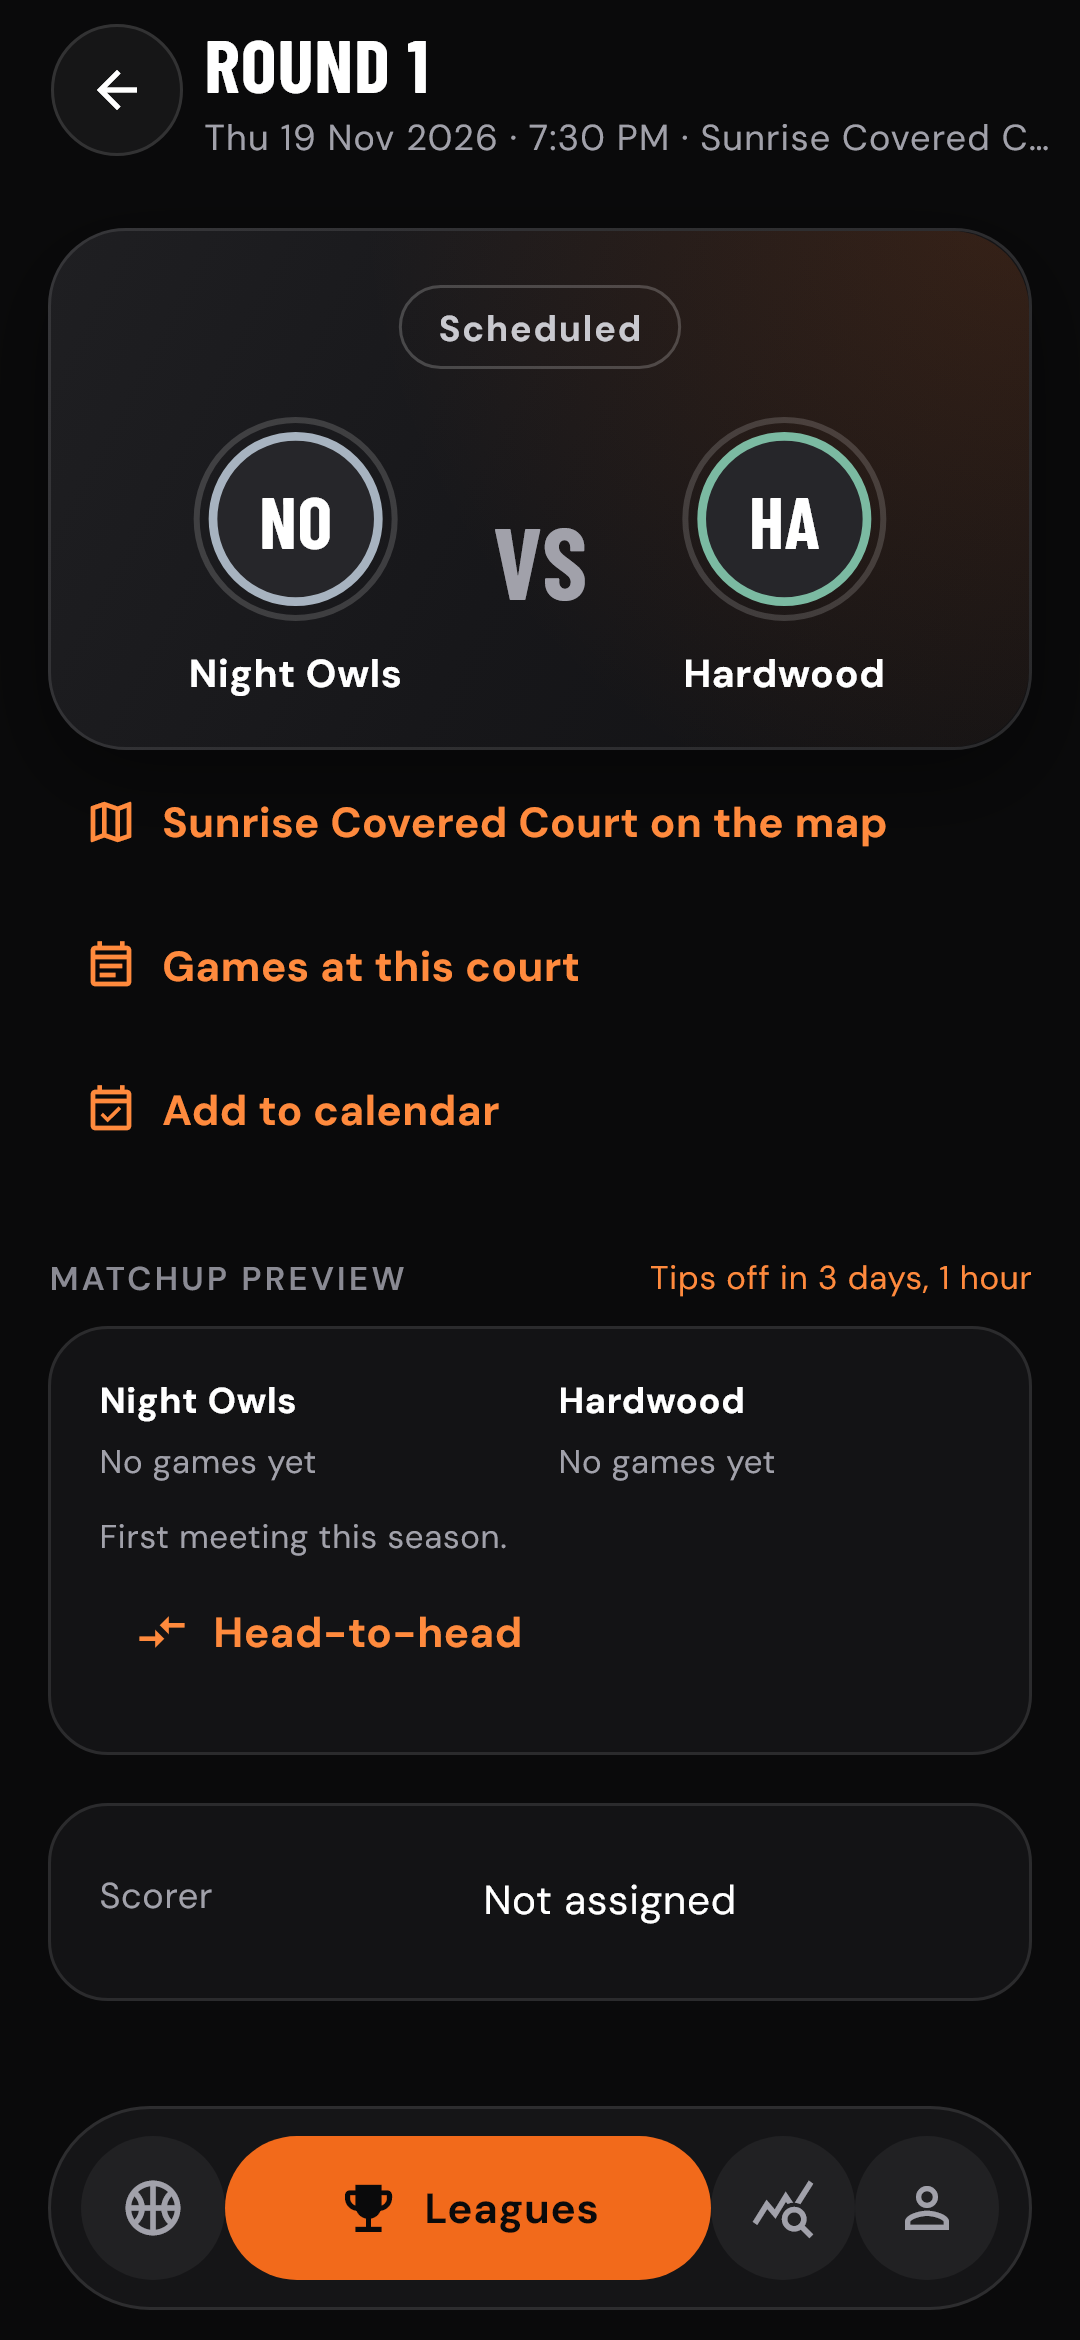 ROUND 1
Thu 19 Nov 2026 · 7:30 PM · Sunrise Covered C...
Scheduled
NO
VS
HA
Night Owls
Hardwood
Sunrise Covered Court on the map
Games at this court
Add to calendar
MATCHUP PREVIEW
Tips off in 3 days, 1 hour
Night Owls
Hardwood
No games yet
No games yet
First meeting this season.
Head-to-head
Scorer
Not assigned
Leagues